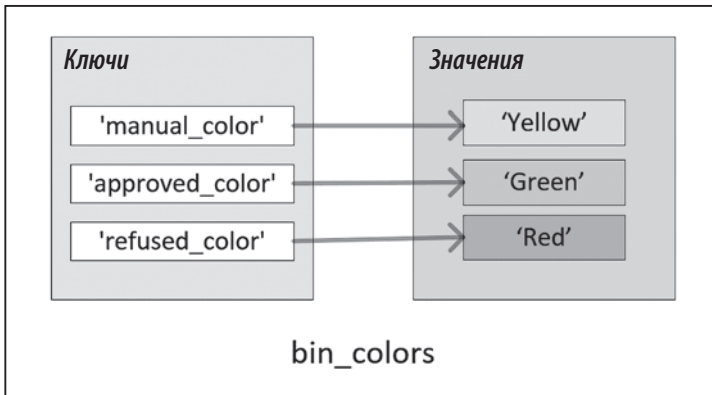 Ключи
Значения
'manual_color'
‘Yellow’
'approved_color'
‘Green’
'refused_color'
‘Red’
bin_colors